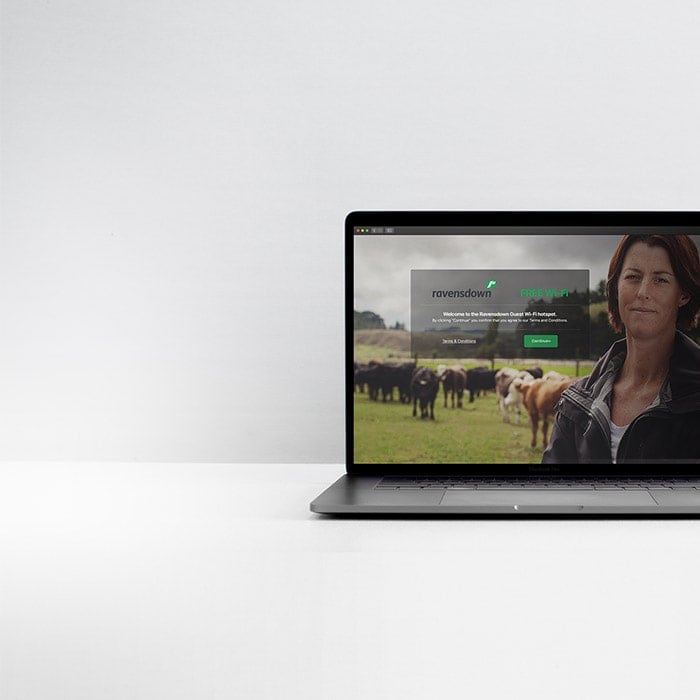 ravensdown FREE Wi-Fi
Welcome to the Ravensdown Guest Wi-Fi hotspot.
By clicking "Continue" you confirm that you agree to our Terms and Conditions.
Terms & Conditions Continue
MacBook Pro